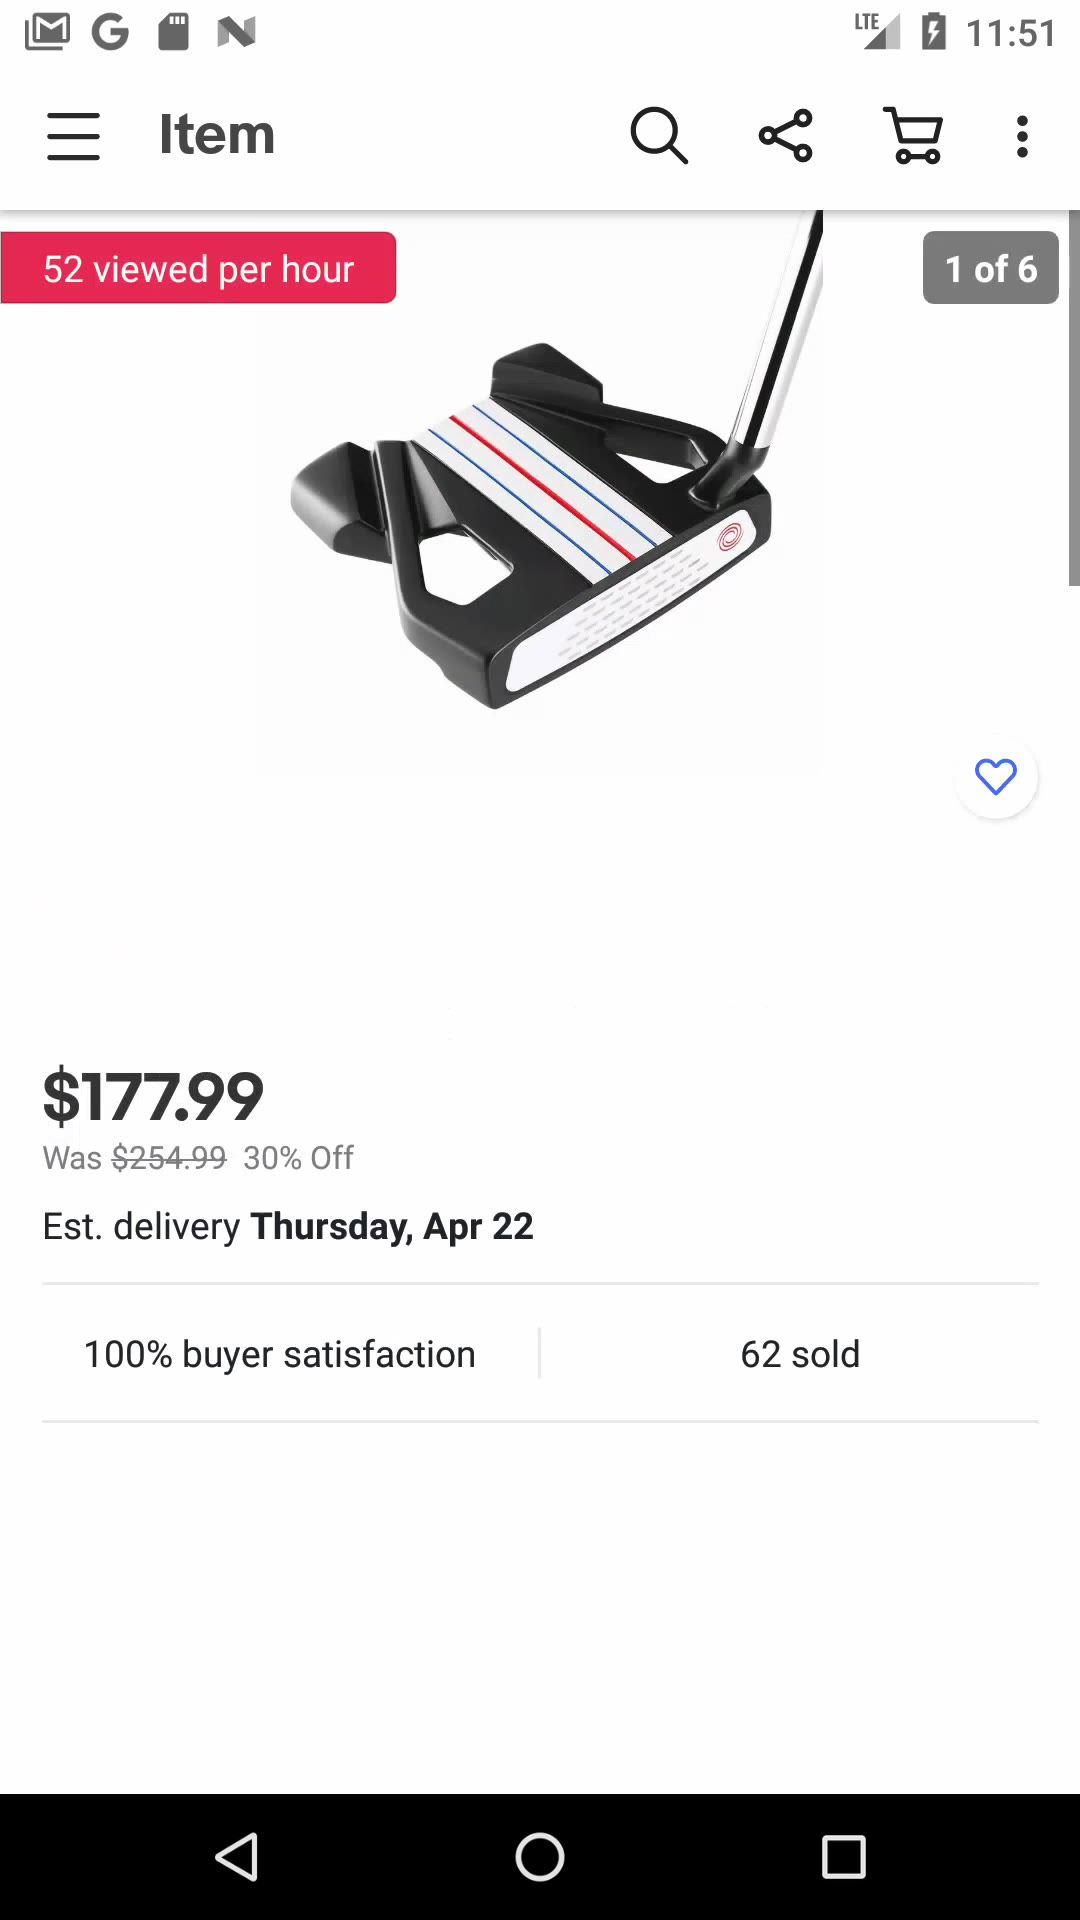 LTE 11:51
Item
52 viewed per hour
1 of 6
$177.99
Was $254.99 30% Off
Est. delivery Thursday, Apr 22
100% buyer satisfaction
62 sold